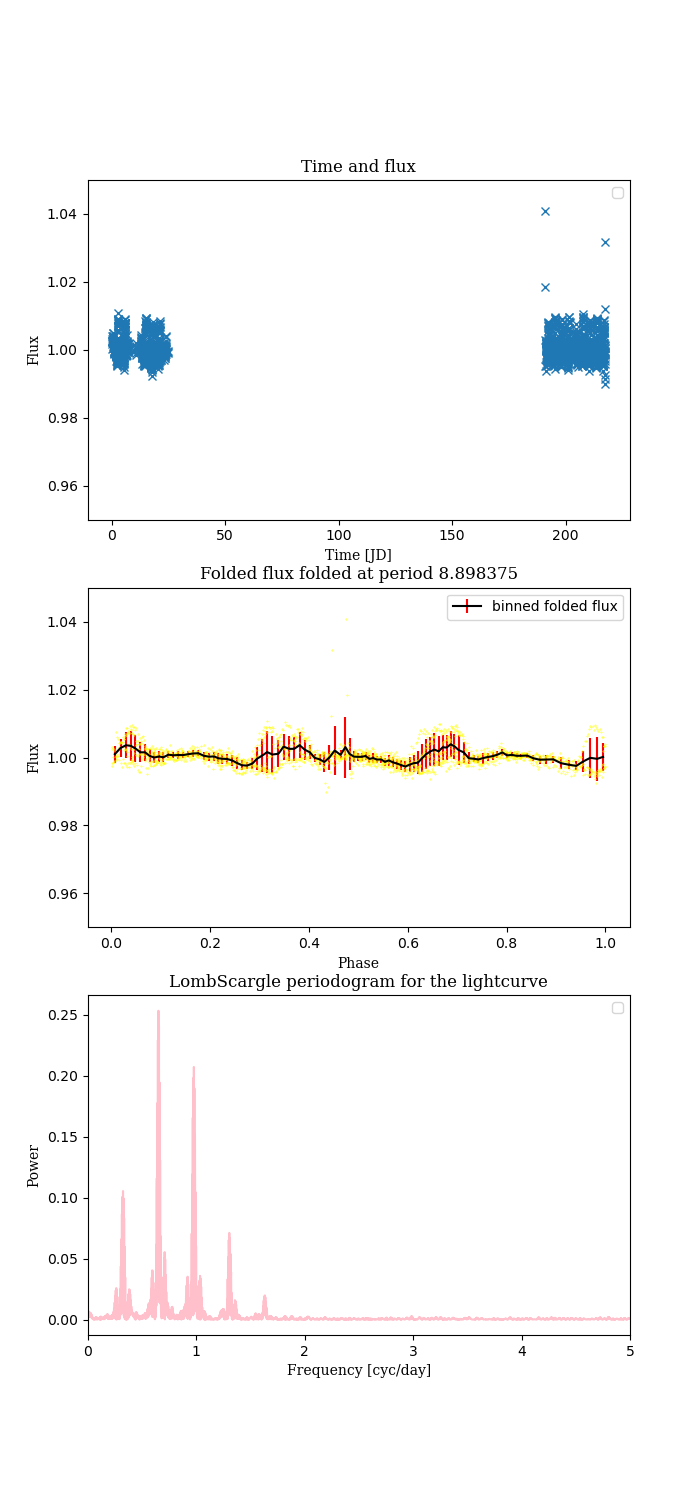 Time and flux
1.04
1.02
1.00
0.98
0.96
Flux
0 50 100 150 200
Time [JD]
Folded flux folded at period 8.898375
binned folded flux
1.04
1.02
1.00
0.98
0.96
Flux
0.0 0.2 0.4 0.6 0.8 1.0
Phase
LombScargle periodogram for the lightcurve
0.25
0.20
0.15
0.10
0.05
0.00
Power
0 1 2 3 4 5
Frequency [cyc/day]